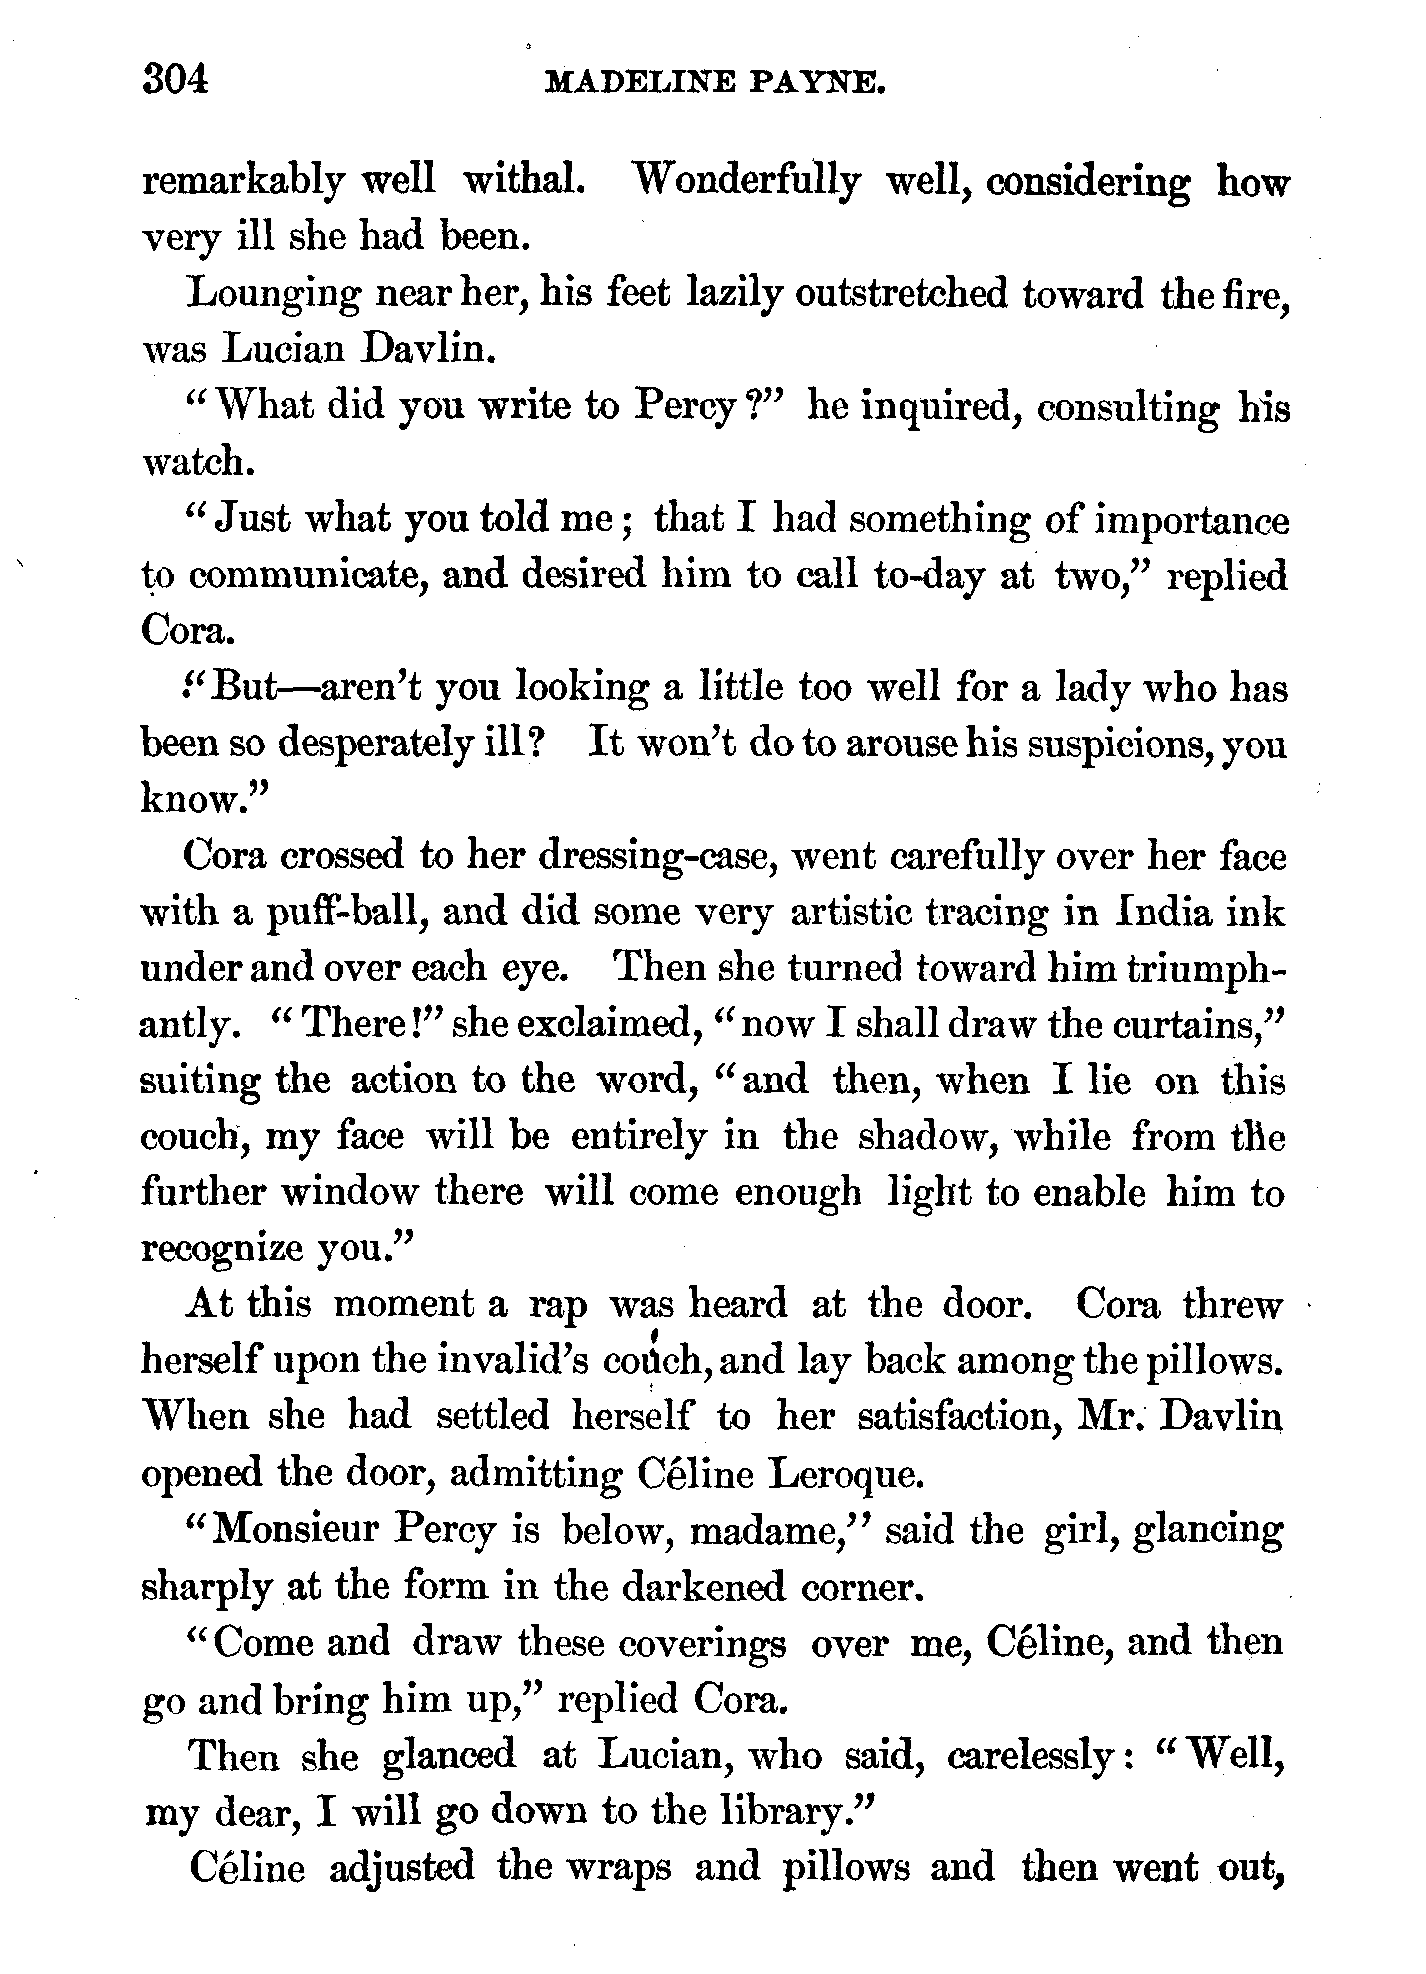 304 MADELINE PAYNE.
remarkably well withal. Wonderfully well, considering how
very ill she had been.
Lounging near her, his feet lazily outstretched toward the fire,
was Lucian Davlin.
“What did you write to Percy?” he inquired, consulting his
watch.
“Just what you told me; that I had something of importance
to communicate, and desired him to call to-day at two,” replied
Cora.
“But—aren’t you looking a little too well for a lady who has
been so desperately ill? It won’t do to arouse his suspicions, you
know.”
Cora crossed to her dressing-case, went carefully over her face
with a puff-ball, and did some very artistic tracing in India ink
under and over each eye. Then she turned toward him triumph-
antly. “There!” she exclaimed, “now I shall draw the curtains,”
suiting the action to the word, “and then, when I lie on this
couch, my face will be entirely in the shadow, while from the
further window there will come enough light to enable him to
recognize you.”
At this moment a rap was heard at the door. Cora threw
herself upon the invalid’s couch, and lay back among the pillows.
When she had settled herself to her satisfaction, Mr. Davlin
opened the door, admitting Céline Leroque.
“Monsieur Percy is below, madame,” said the girl, glancing
sharply at the form in the darkened corner.
“Come and draw these coverings over me, Céline, and then
go and bring him up,” replied Cora.
Then she glanced at Lucian, who said, carelessly: “Well,
my dear, I will go down to the library.”
Céline adjusted the wraps and pillows and then went out,